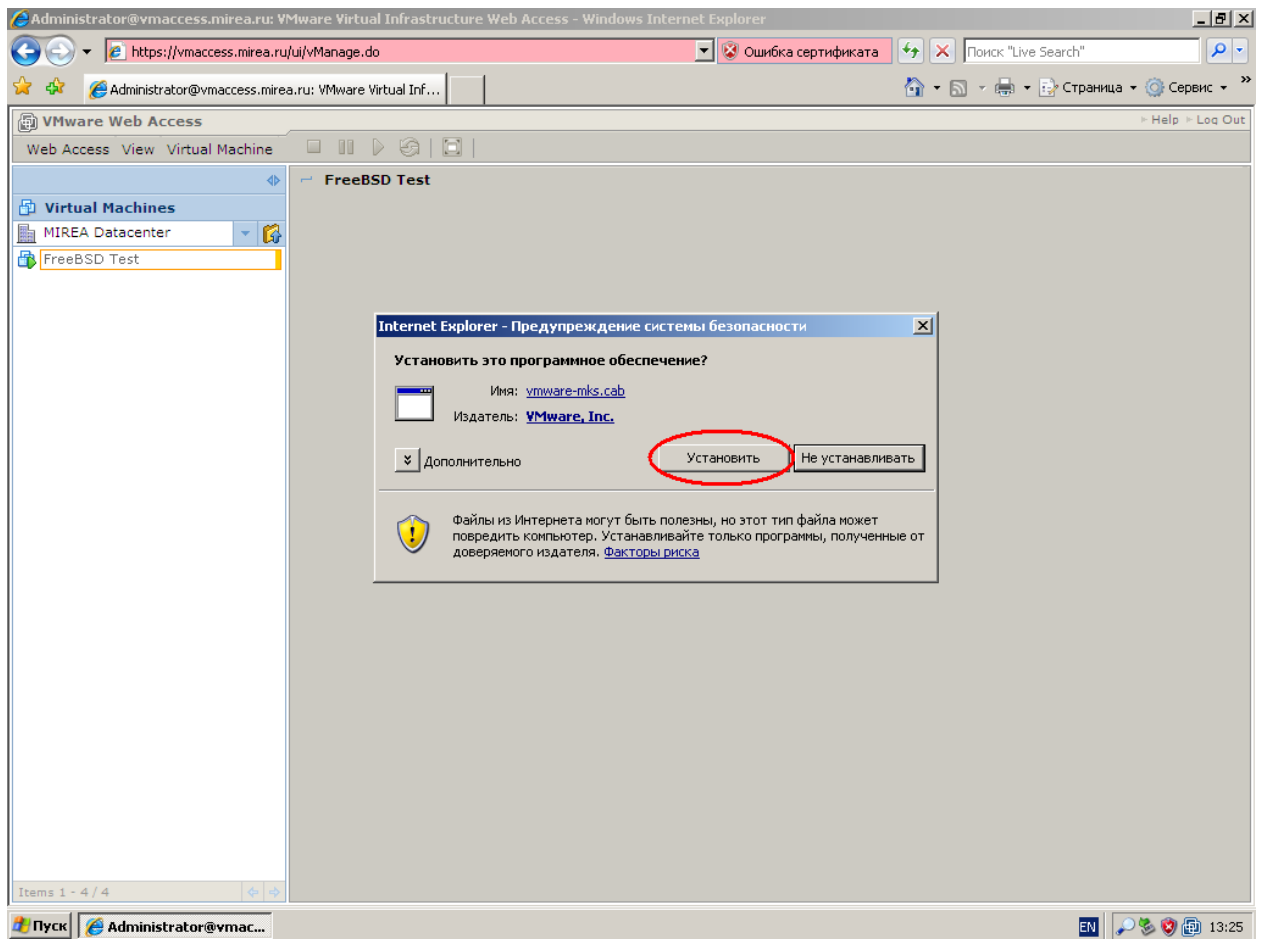 Administrator@vmaccess.mirea.ru: VMware Virtual Infrastructure Web Access - Windows Internet Explorer
https://vmaccess.mirea.ru/ui/vManage.do
Ошибка сертификата
Поиск "Live Search"
Administrator@vmaccess.mirea.ru: VMware Virtual Inf...
Страница
Сервис
VMware Web Access
Help
Log Out
Web Access View Virtual Machine
FreeBSD Test
Virtual Machines
MIREA Datacenter
FreeBSD Test
Internet Explorer - Предупреждение системы безопасности
Установить это программное обеспечение?
Имя: vmware-mks.cab
Издатель: VMware, Inc.
Дополнительно
Установить
Не устанавливать
Файлы из Интернета могут быть полезны, но этот тип файла может
повредить компьютер. Устанавливайте только программы, полученные от
доверяемого издателя. Факторы риска
Items 1 - 4 / 4
Пуск
Administrator@vmac...
EN
13:25